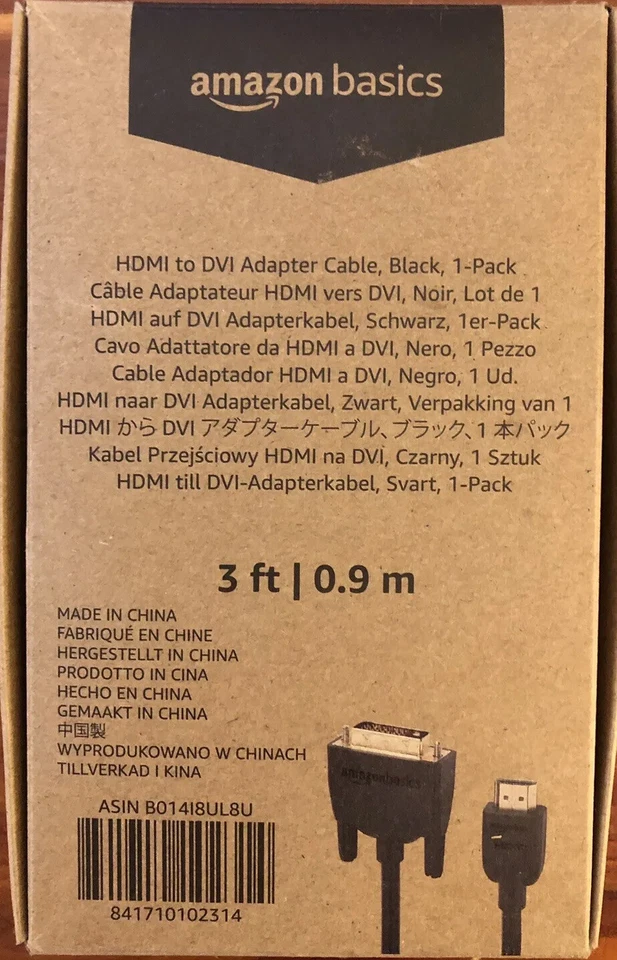 amazon basics
HDMI to DVI Adapter Cable, Black, 1-Pack
Câble Adaptateur HDMI vers DVI, Noir, Lot de 1
HDMI auf DVI Adapterkabel, Schwarz, 1er-Pack
Cavo Adattatore da HDMI a DVI, Nero, 1 Pezzo
Cable Adaptador HDMI a DVI, Negro, 1 Ud.
HDMI naar DVI Adapterkabel, Zwart, Verpakking van 1
HDMI から DVI アダプターケーブル、ブラック、1 本パック
Kabel Przejściowy HDMI na DVI, Czarny, 1 Sztuk
HDMI till DVI-Adapterkabel, Svart, 1-Pack
3 ft | 0.9 m
MADE IN CHINA
FABRIQUÉ EN CHINE
HERGESTELLT IN CHINA
PRODOTTO IN CINA
HECHO EN CHINA
GEMAAKT IN CHINA
中国製
WYPRODUKOWANO W CHINACH
TILLVERKAD I KINA
ASIN B014I8UL8U
841710102314
amazonbasics